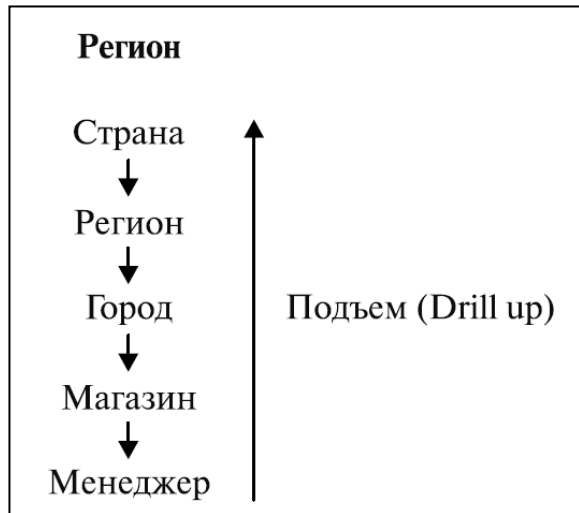 Регион
Страна
Регион
Город
Подъем (Drill up)
Магазин
Менеджер